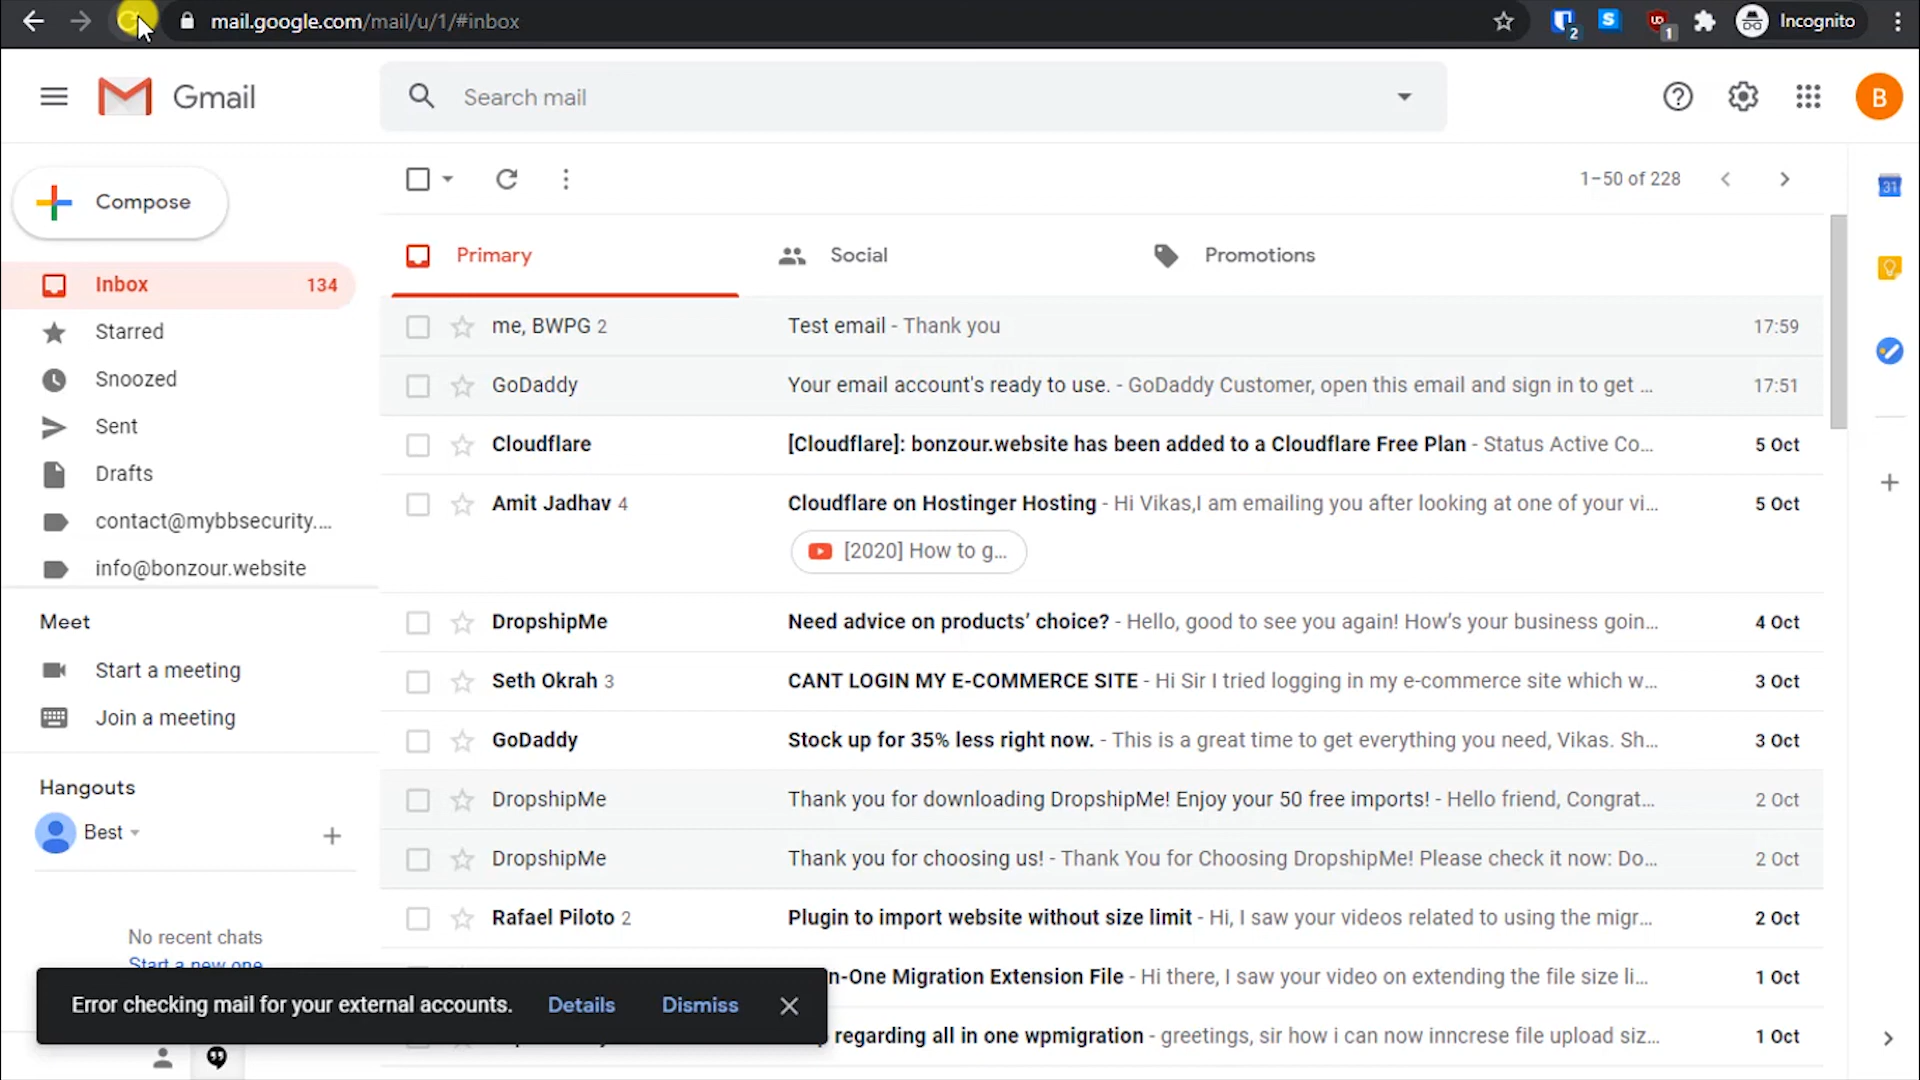 mail.google.com/mail/u/1/#inbox
2
S
1
Incognito
Gmail
Search mail
B
Compose
1–50 of 228
31
Primary
Social
Promotions
Inbox 134
Starred
Snoozed
Sent
Drafts
contact@mybbsecurity....
info@bonzour.website
me, BWPG 2 Test email - Thank you 17:59
GoDaddy Your email account's ready to use. - GoDaddy Customer, open this email and sign in to get ... 17:51
Cloudflare [Cloudflare]: bonzour.website has been added to a Cloudflare Free Plan - Status Active Co... 5 Oct
Amit Jadhav 4 Cloudflare on Hostinger Hosting - Hi Vikas,I am emailing you after looking at one of your vi... 5 Oct
[2020] How to g...
DropshipMe Need advice on products’ choice? - Hello, good to see you again! How’s your business goin... 4 Oct
Seth Okrah 3 CANT LOGIN MY E-COMMERCE SITE - Hi Sir I tried logging in my e-commerce site which w... 3 Oct
GoDaddy Stock up for 35% less right now. - This is a great time to get everything you need, Vikas. Sh... 3 Oct
DropshipMe Thank you for downloading DropshipMe! Enjoy your 50 free imports! - Hello friend, Congrat... 2 Oct
DropshipMe Thank you for choosing us! - Thank You for Choosing DropshipMe! Please check it now: Do... 2 Oct
Rafael Piloto 2 Plugin to import website without size limit - Hi, I saw your videos related to using the migr... 2 Oct
n-One Migration Extension File - Hi there, I saw your video on extending the file size li... 1 Oct
regarding all in one wpmigration - greetings, sir how i can now inncrese file upload siz... 1 Oct
Meet
Start a meeting
Join a meeting
Hangouts
Best
No recent chats
Start a new one
Error checking mail for your external accounts. Details Dismiss